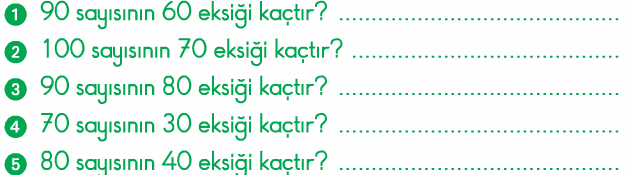 1 90 sayısının 60 eksiği kaçtır? ....................................................
2 100 sayısının 70 eksiği kaçtır? ..................................................
3 90 sayısının 80 eksiği kaçtır? ....................................................
4 70 sayısının 30 eksiği kaçtır? ....................................................
5 80 sayısının 40 eksiği kaçtır? ....................................................